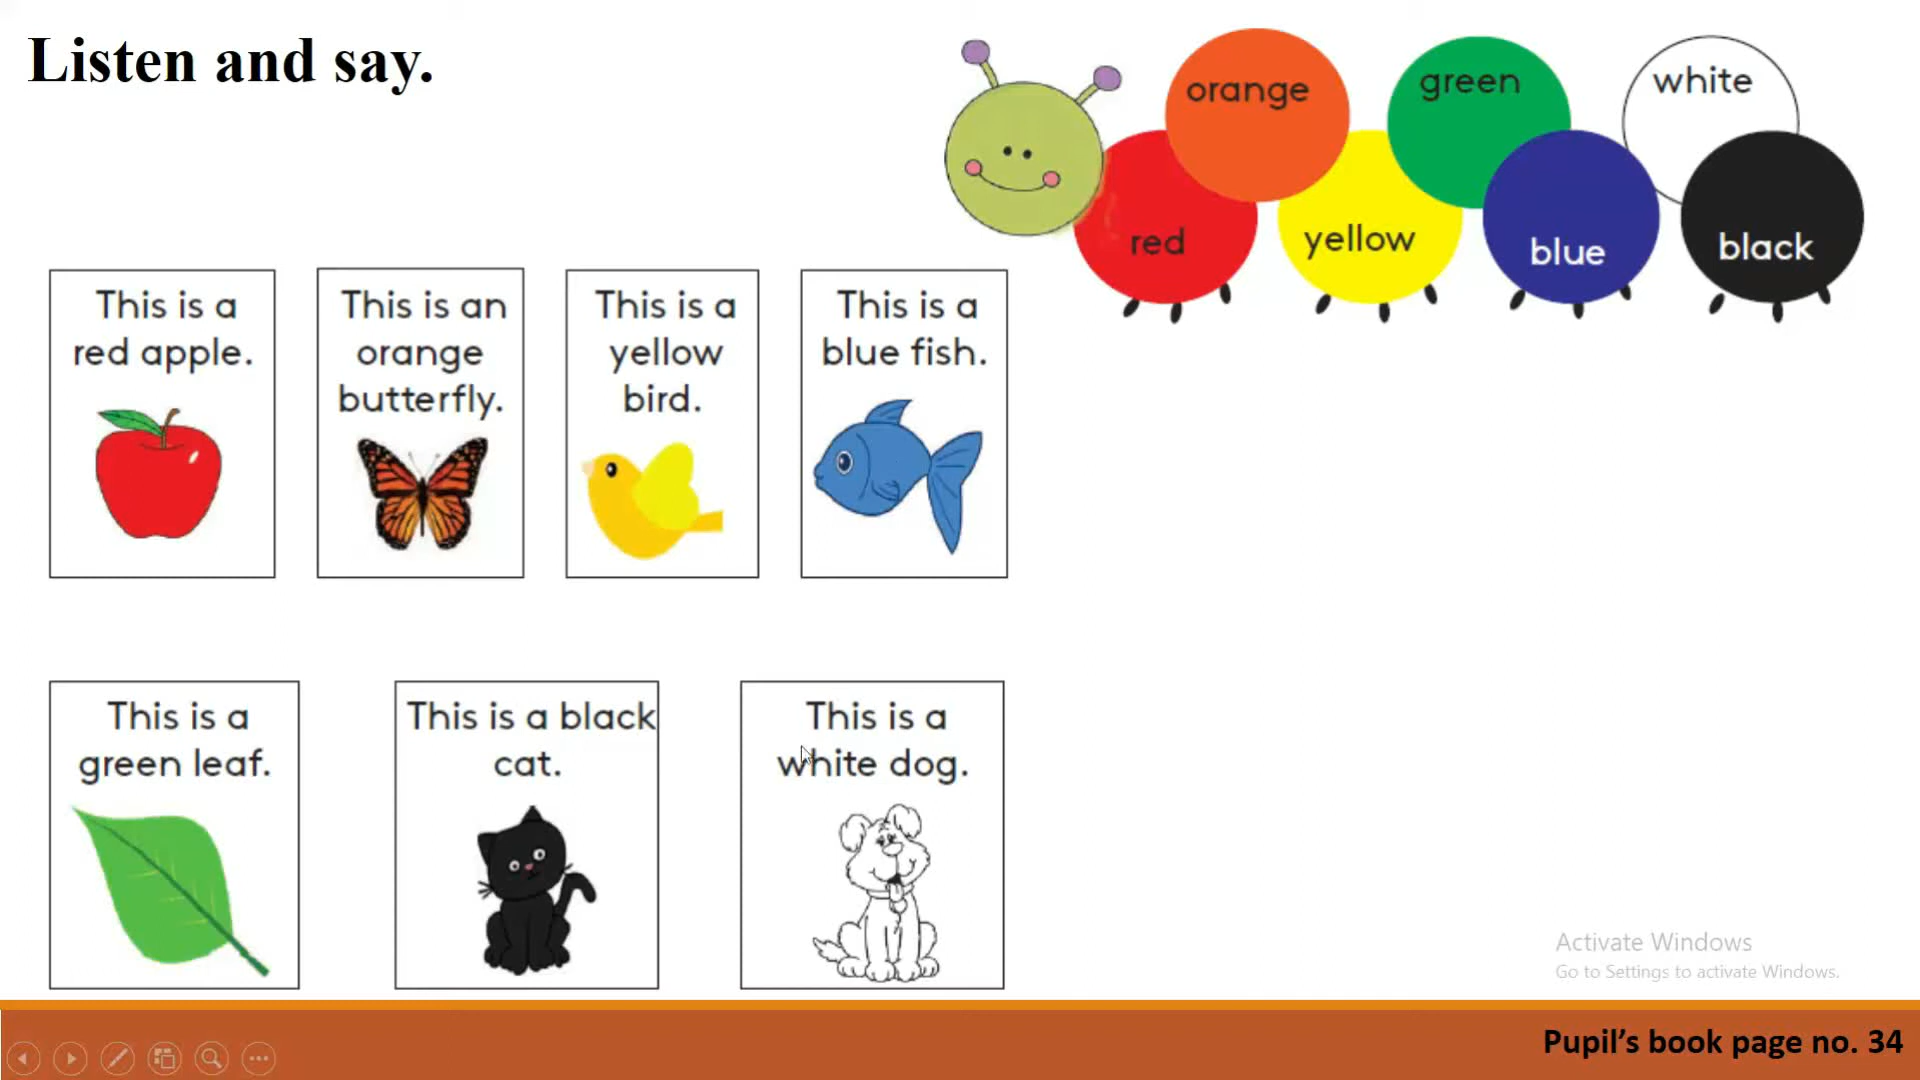 Listen and say.
orange
green
white
red
yellow
blue
black
This is a
red apple.
This is an
orange
butterfly.
This is a
yellow
bird.
This is a
blue fish.
This is a
green leaf.
This is a black
cat.
This is a
white dog.
Activate Windows
Go to Settings to activate Windows.
Pupil’s book page no. 34